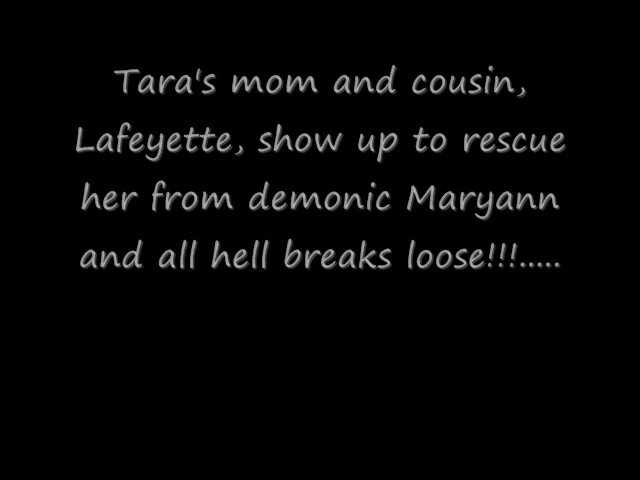 Tara's mom and cousin,
Lafeyette, show up to rescue
her from demonic Maryann
and all hell breaks loose!!!.....